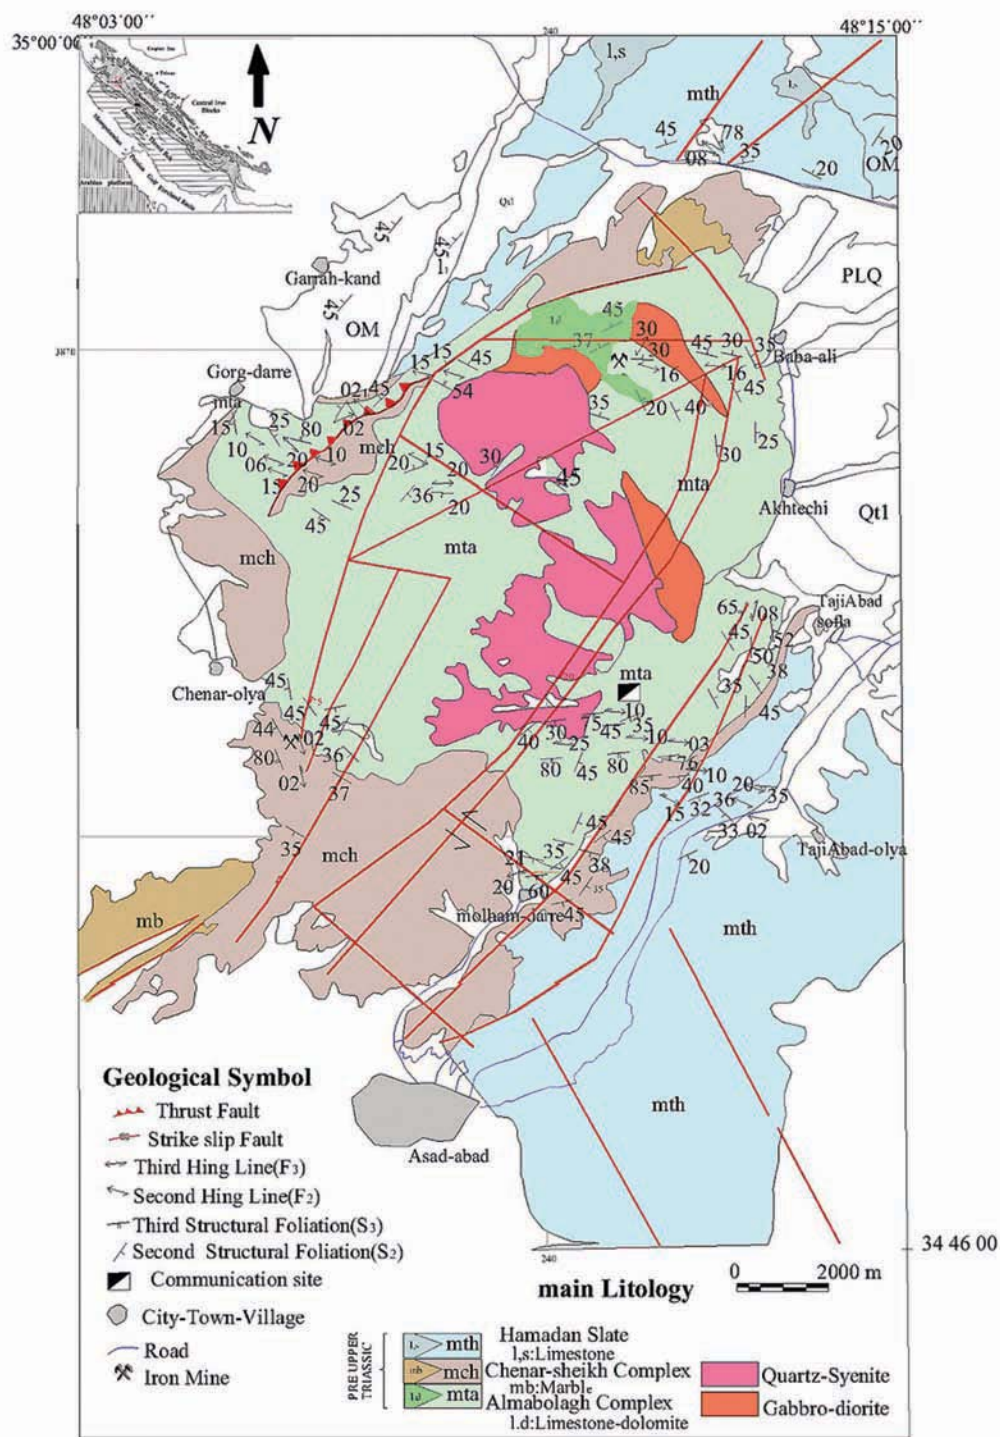 48°03'00''
48°15'00''
35°00'00''
240
l,s
N
mth
45
78
08
35
20
20
OM
Qt1
45
45
PLQ
Garrah-kand
45
OM
3870
45
37
30
30
45
30
35
Baba-ali
16
16
45
15
15
45
54
Gorg-darre
mta
02
45
35
20
40
15
25
80
02
mch
10
06
20
10
15
20
25
45
20
15
20
36
20
30
45
30
25
mta
Akhtechi
Qt1
mta
mch
65
08
TajiAbad
sofla
45
52
50
38
35
45
Chenar-olya
45
45
45
44
02
80
36
02
37
mta
10
75
35
30
45
10
03
40
25
80
45
80
76
85
40
10
20
35
15
32
36
33
02
TajiAbad-olya
20
35
mch
45
45
35
21
38
45
20
60
35
45
molham-darre
mb
mth
mth
Asad-abad
34 46 00
240
Geological Symbol
Thrust Fault
Strike slip Fault
Third Hing Line(F3)
Second Hing Line(F2)
Third Structural Foliation(S3)
Second Structural Foliation(S2)
Communication site
City-Town-Village
Road
Iron Mine
0 2000 m
main Litology
PRE UPPER
TRIASSIC
l,s mth Hamadan Slate
l,s:Limestone
mb mch Chenar-sheikh Complex
mb:Marble
l.d mta Almabolagh Complex
l.d:Limestone-dolomite
Quartz-Syenite
Gabbro-diorite